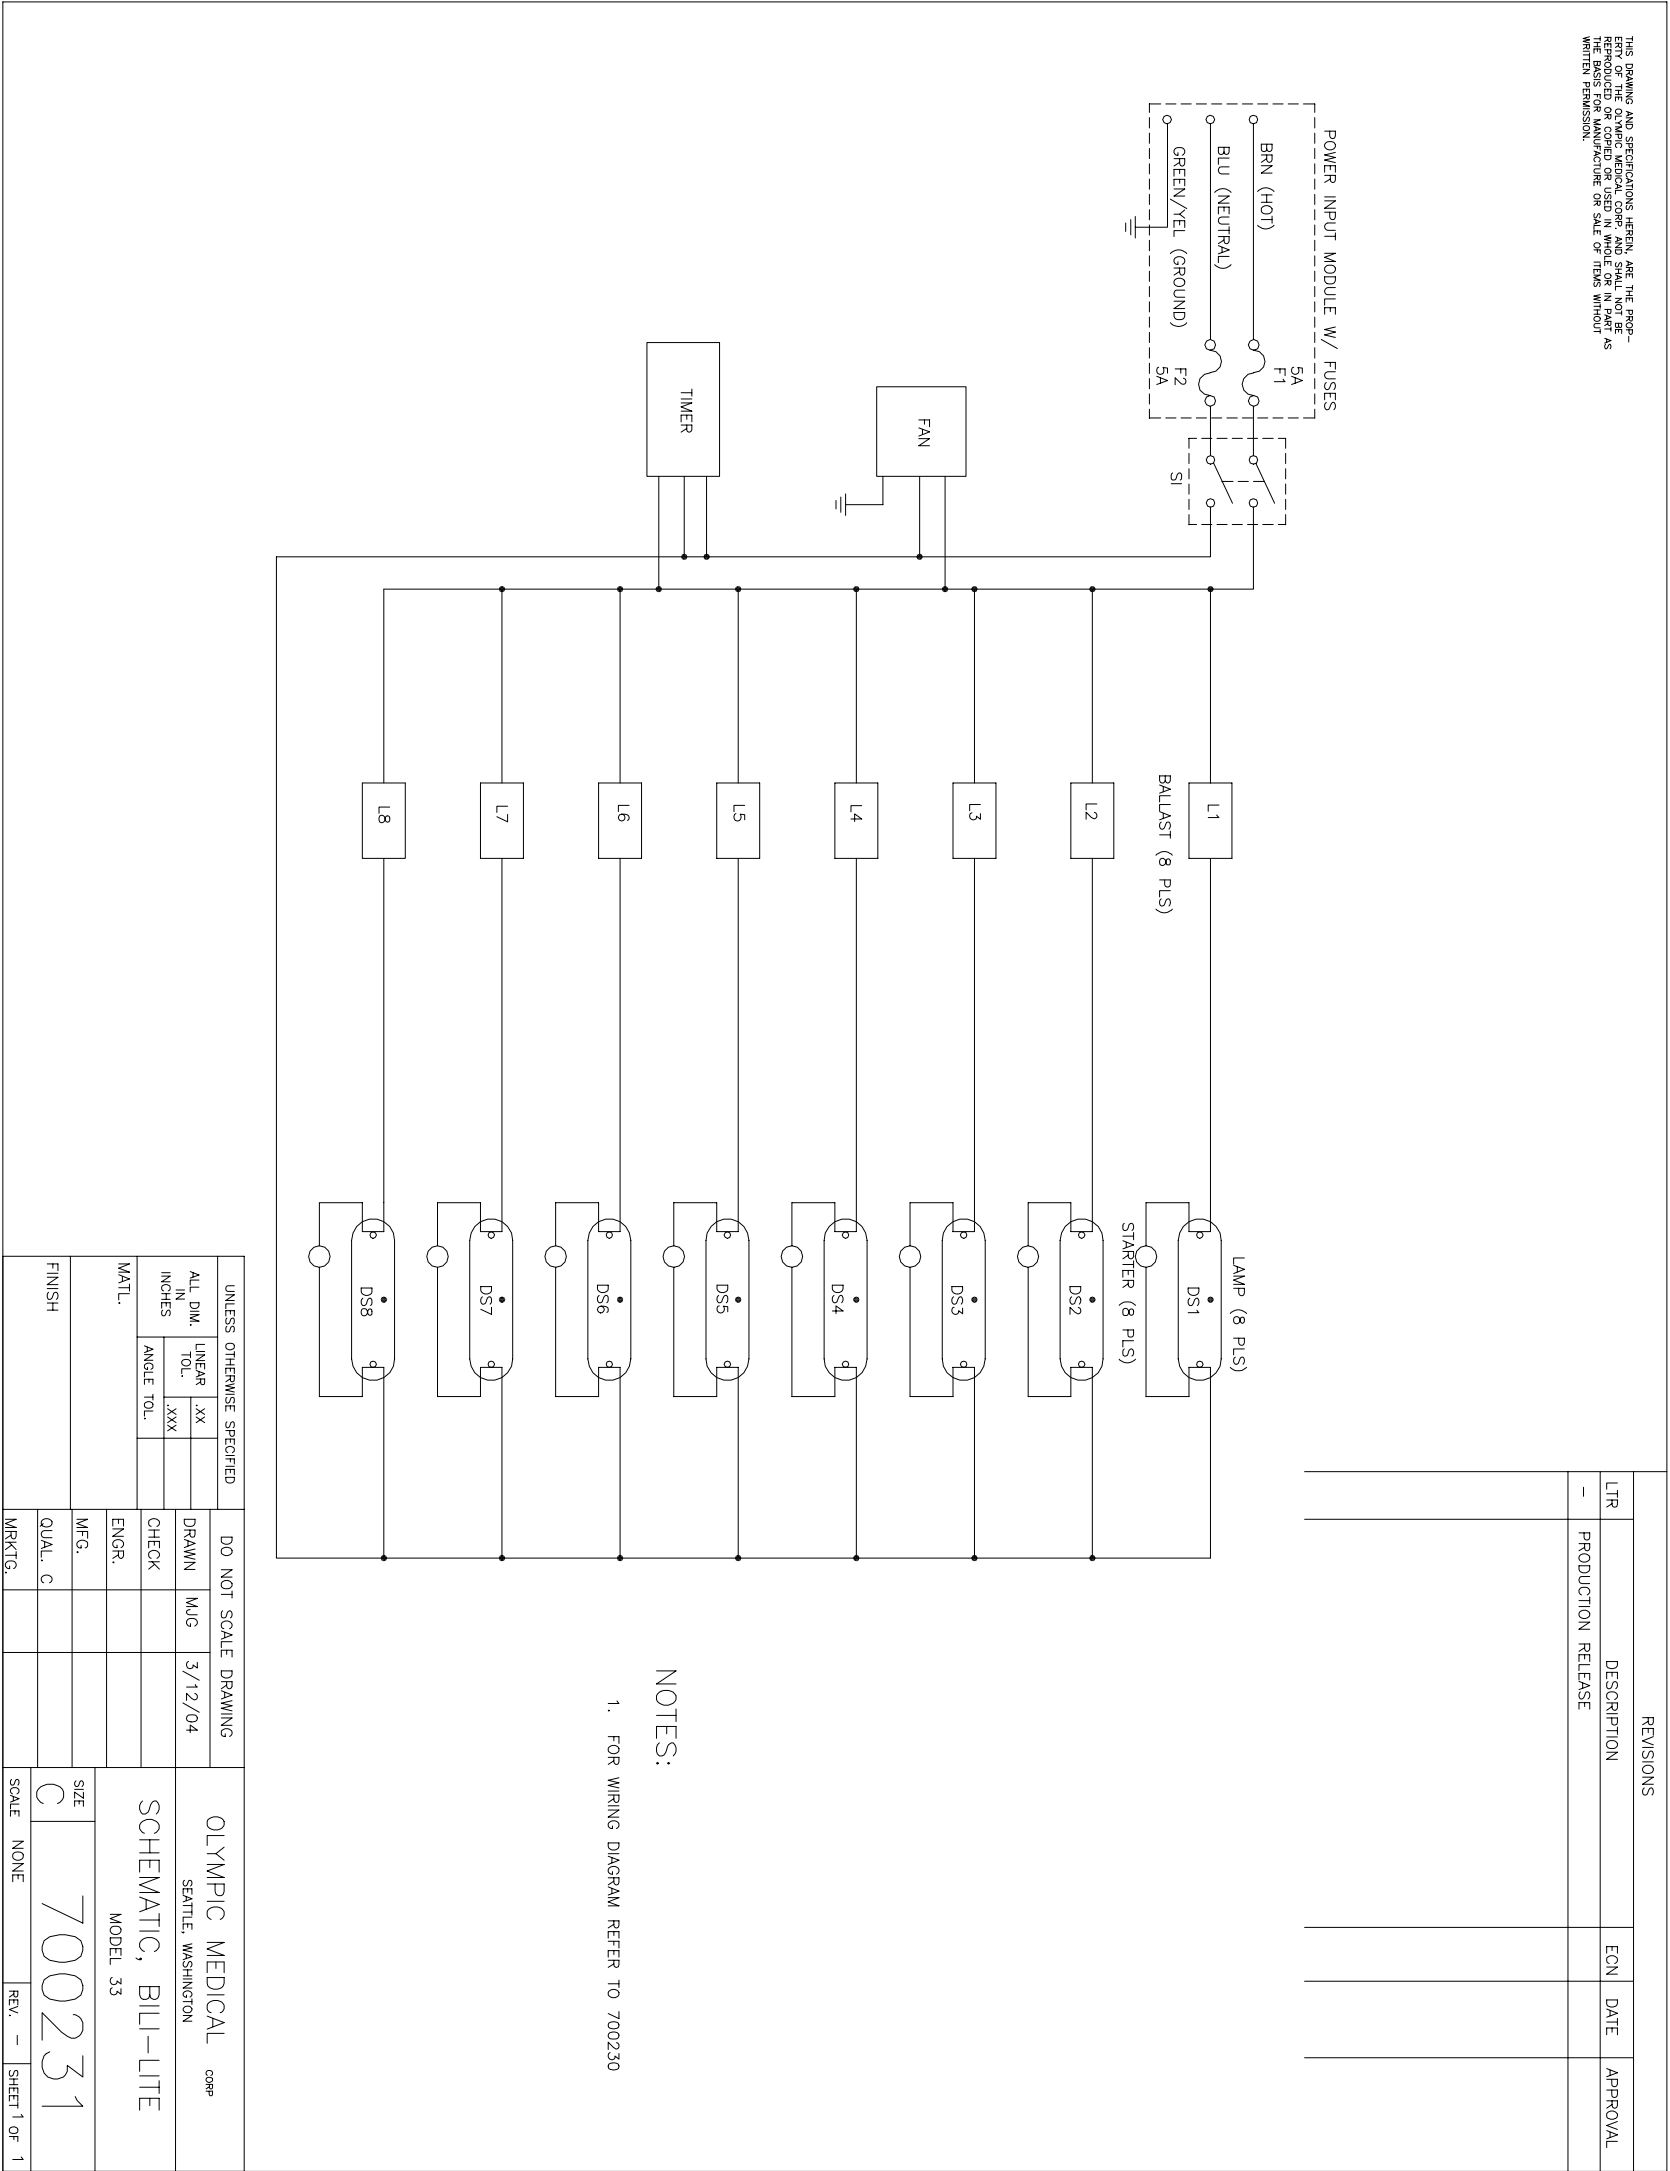 THIS DRAWING AND SPECIFICATIONS HEREIN, ARE THE PROP-
ERTY OF THE OLYMPIC MEDICAL CORP. AND SHALL NOT BE
REPRODUCED OR COPIED OR USED IN WHOLE OR IN PART AS
THE BASIS FOR MANUFACTURE OR SALE OF ITEMS WITHOUT
WRITTEN PERMISSION.
REVISIONS
LTR DESCRIPTION ECN DATE APPROVAL
- PRODUCTION RELEASE
POWER INPUT MODULE W/ FUSES
5A
F1
BRN (HOT)
BLU (NEUTRAL)
GREEN/YEL (GROUND)
F2
5A
S1
FAN
TIMER
L1
BALLAST (8 PLS)
L2
L3
L4
L5
L6
L7
L8
LAMP (8 PLS)
DS1
STARTER (8 PLS)
DS2
DS3
DS4
DS5
DS6
DS7
DS8
NOTES:
1. FOR WIRING DIAGRAM REFER TO 700230
UNLESS OTHERWISE SPECIFIED
ALL DIM.
IN
INCHES
LINEAR
TOL.
.XX
.XXX
ANGLE TOL.
MATL.
FINISH
DO NOT SCALE DRAWING
DRAWN MJG 3/12/04
CHECK
ENGR.
MFG.
QUAL. C
MRKTG.
OLYMPIC MEDICAL CORP
SEATTLE, WASHINGTON
SCHEMATIC, BILI-LITE
MODEL 33
SIZE
C
700231
SCALE NONE
REV. -
SHEET 1 OF 1